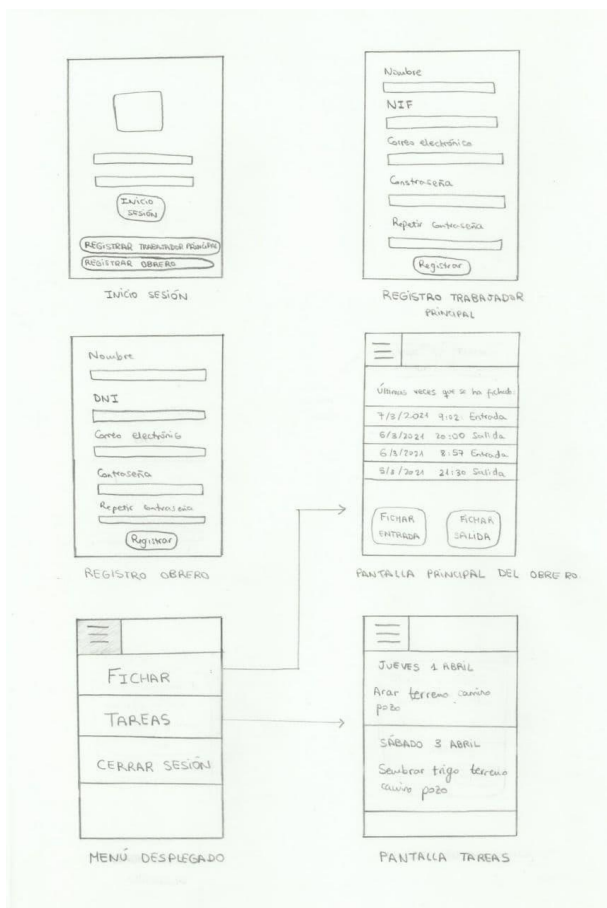 INICIO
SESIÓN
REGISTRAR TRABAJADOR PRINCIPAL
REGISTRAR OBRERO
INICIO SESIÓN
Nombre
NIF
Correo electrónico
Constraseña
Repetir Contraseña
Registrar
REGISTRO TRABAJADOR
PRINCIPAL
Nombre
DNI
Correo Electrónico
Contraseña
Repetir Contraseña
Registrar
REGISTRO OBRERO
Últimas veces que se ha fichado:
7/3/2021 9:02 Entrada
6/3/2021 20:00 Salida
6/3/2021 8:57 Entrada
5/3/2021 21:30 Salida
FICHAR
ENTRADA
FICHAR
SALIDA
PANTALLA PRINCIPAL DEL OBRERO
FICHAR
TAREAS
CERRAR SESIÓN
MENÚ DESPLEGADO
JUEVES 1 ABRIL
Arar terreno camino
pozo
SÁBADO 3 ABRIL
Sembrar trigo terreno
camino pozo
PANTALLA TAREAS